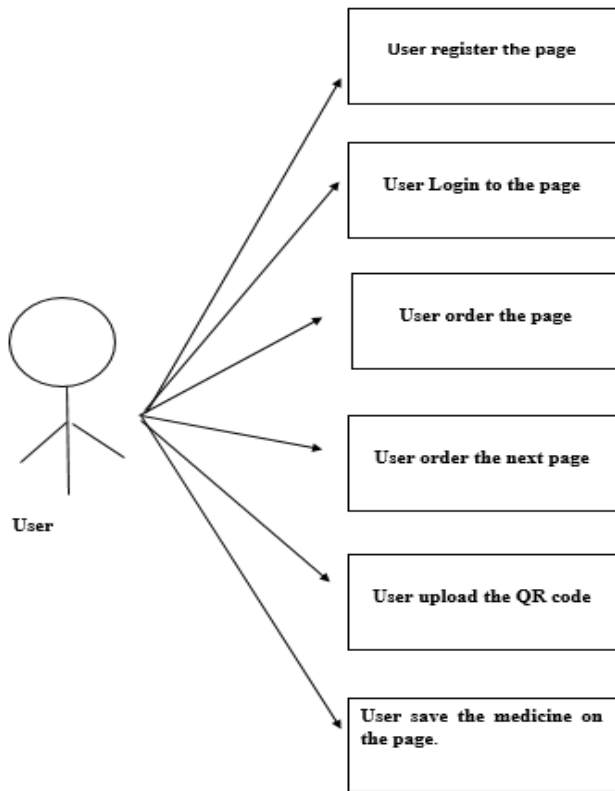 User register the page
User Login to the page
User order the page
User order the next page
User
User upload the QR code
User save the medicine on
the page.